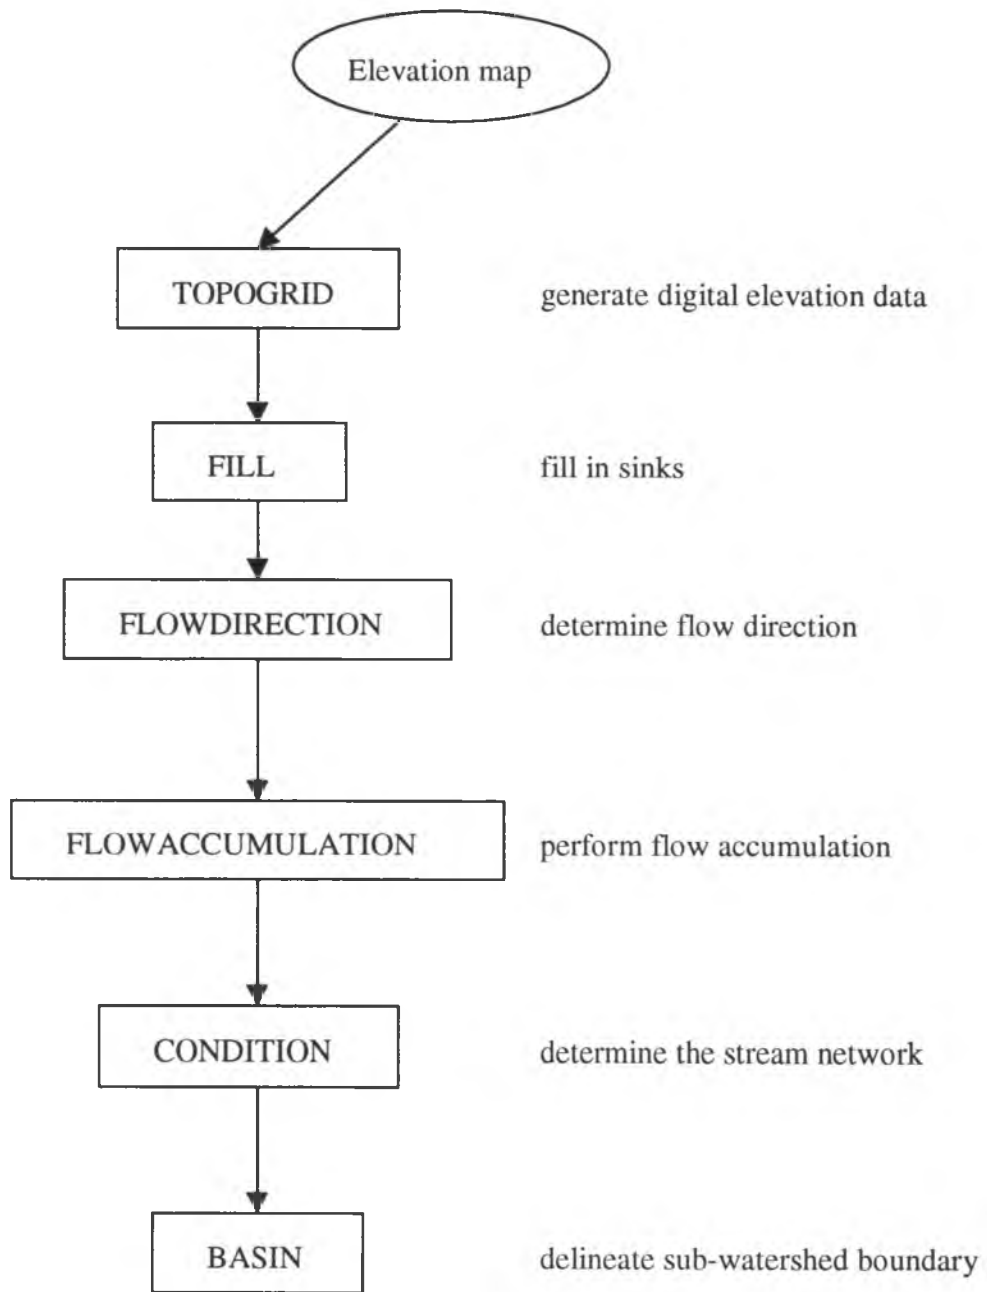 Elevation map
TOPOGRID
generate digital elevation data
FILL
fill in sinks
FLOWDIRECTION
determine flow direction
FLOWACCUMULATION
perform flow accumulation
CONDITION
determine the stream network
BASIN
delineate sub-watershed boundary